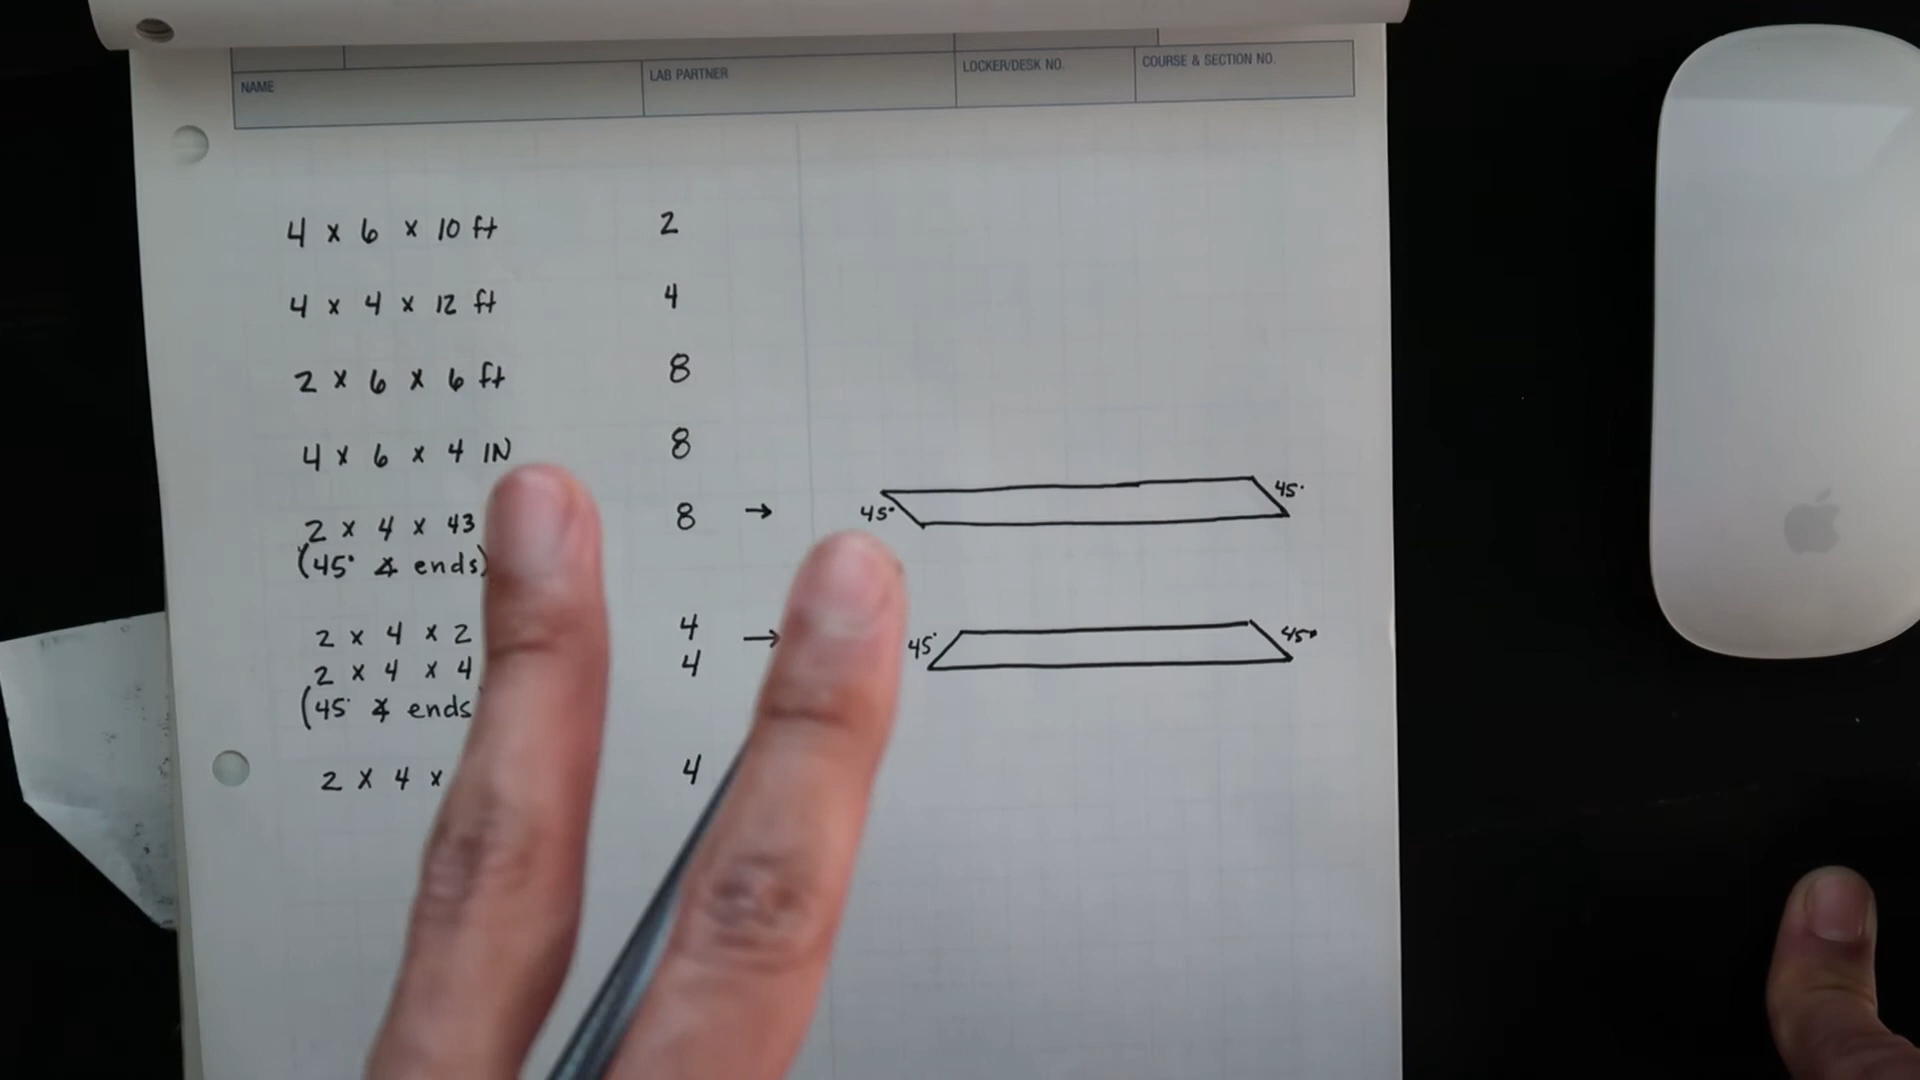 NAME LAB PARTNER LOCKER/DESK NO. COURSE & SECTION NO.
4 x 6 x 10 ft 2
4 x 4 x 12 ft 4
2 x 6 x 6 ft 8
4 x 6 x 4 IN 8
2 x 4 x 43 8 → 45° 45°
(45° ∡ ends)
2 x 4 x 2 4 → 45° 45°
2 x 4 x 4 4
(45° ∡ ends
2 x 4 x 4